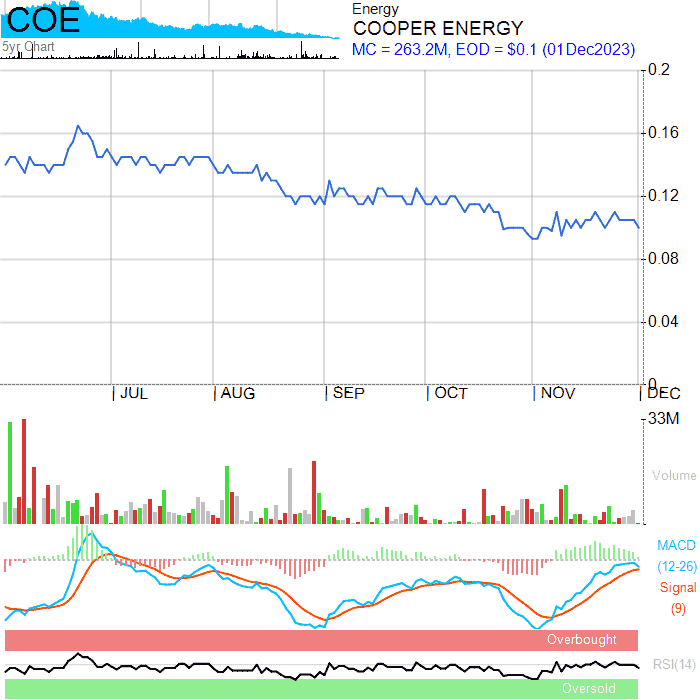 COE
5yr Chart
Energy
COOPER ENERGY
MC = 263.2M, EOD = $0.1 (01Dec2023)
0.2
0.16
0.12
0.08
0.04
0
JUL AUG SEP OCT NOV DEC
33M
Volume
MACD
(12-26)
Signal
(9)
Overbought
RSI(14)
Oversold